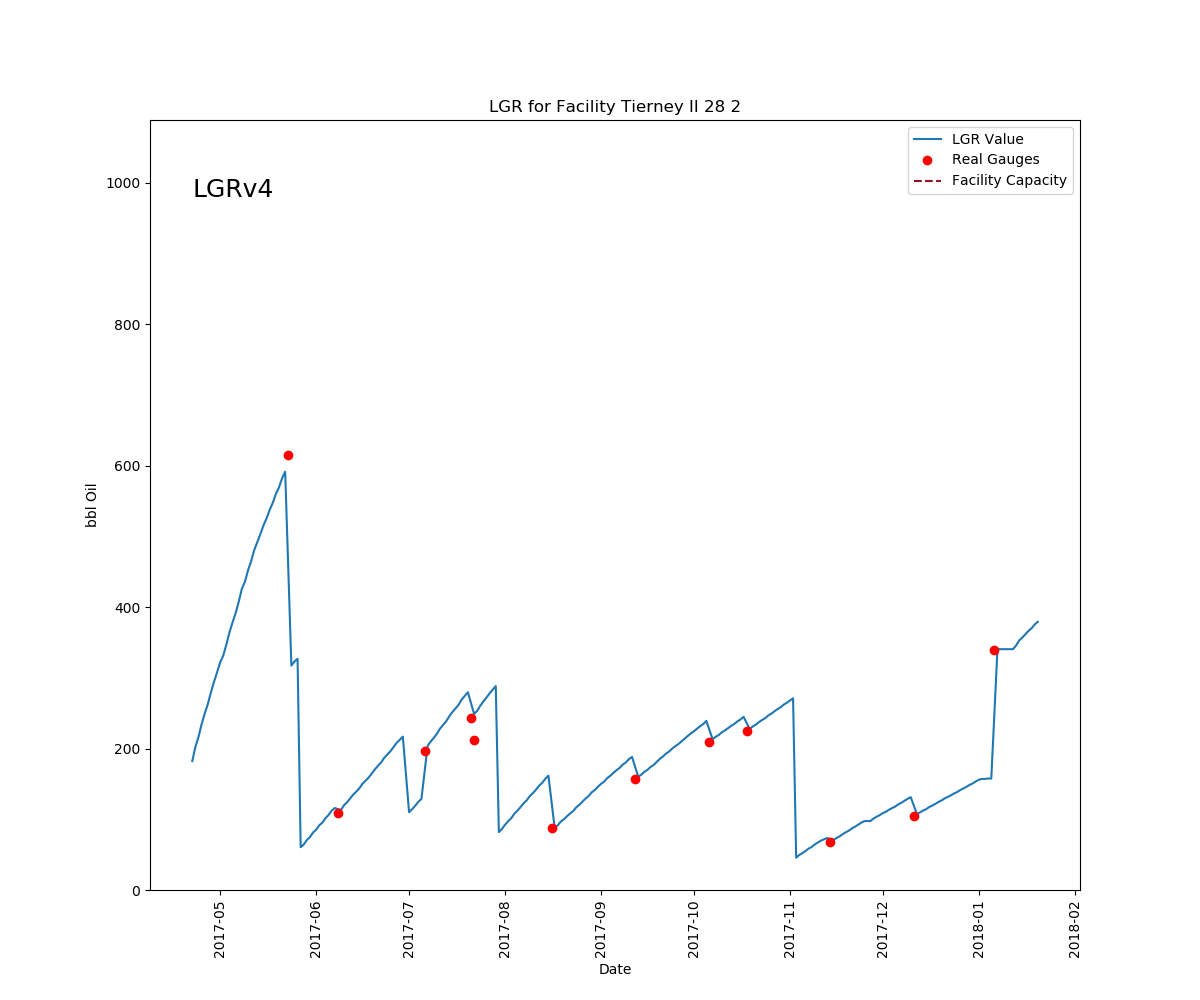 LGR for Facility Tierney II 28 2
LGRv4
LGR Value
Real Gauges
Facility Capacity
1000
800
600
400
200
0
bbl Oil
2017-05
2017-06
2017-07
2017-08
2017-09
2017-10
2017-11
2017-12
2018-01
2018-02
Date